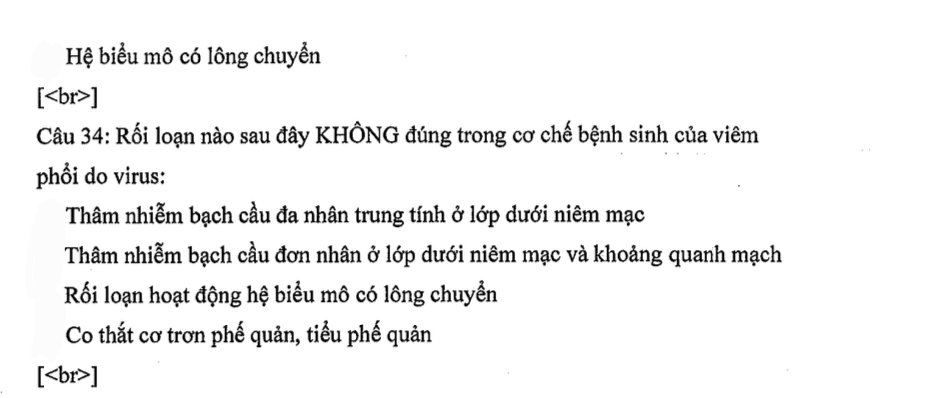 Hệ biểu mô có lông chuyển
[<br>]
Câu 34: Rối loạn nào sau đây KHÔNG đúng trong cơ chế bệnh sinh của viêm
phổi do virus:
Thâm nhiễm bạch cầu đa nhân trung tính ở lớp dưới niêm mạc
Thâm nhiễm bạch cầu đơn nhân ở lớp dưới niêm mạc và khoảng quanh mạch
Rối loạn hoạt động hệ biểu mô có lông chuyển
Co thắt cơ trơn phế quản, tiểu phế quản
[<br>]